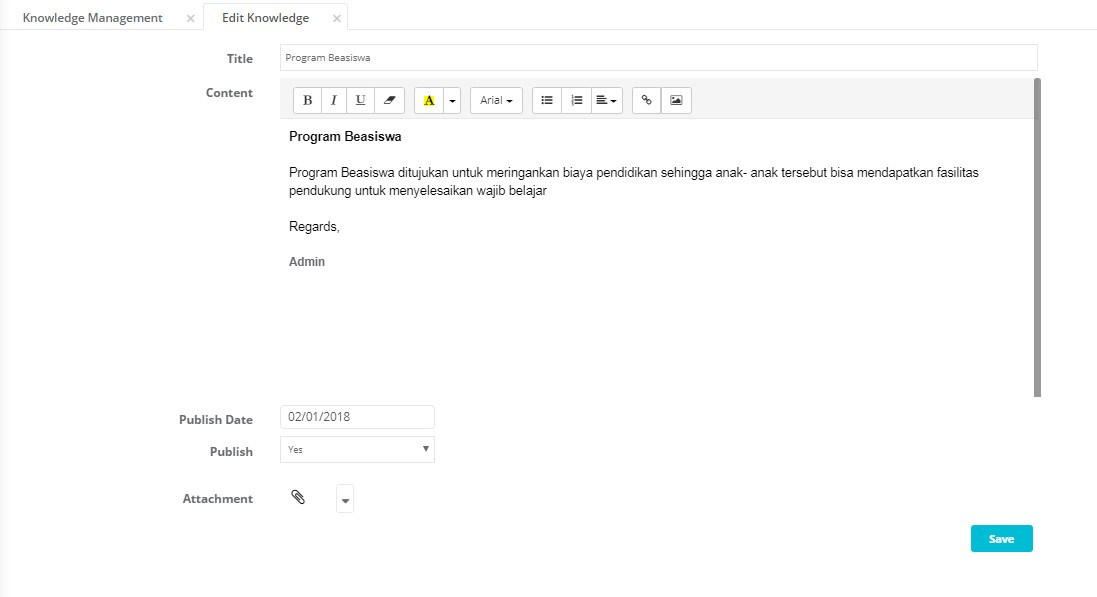 Knowledge Management × Edit Knowledge ×
Title Program Beasiswa
Content B I U A Arial
Program Beasiswa
Program Beasiswa ditujukan untuk meringankan biaya pendidikan sehingga anak- anak tersebut bisa mendapatkan fasilitas
pendukung untuk menyelesaikan wajib belajar
Regards,
Admin
Publish Date 02/01/2018
Publish Yes
Attachment
Save